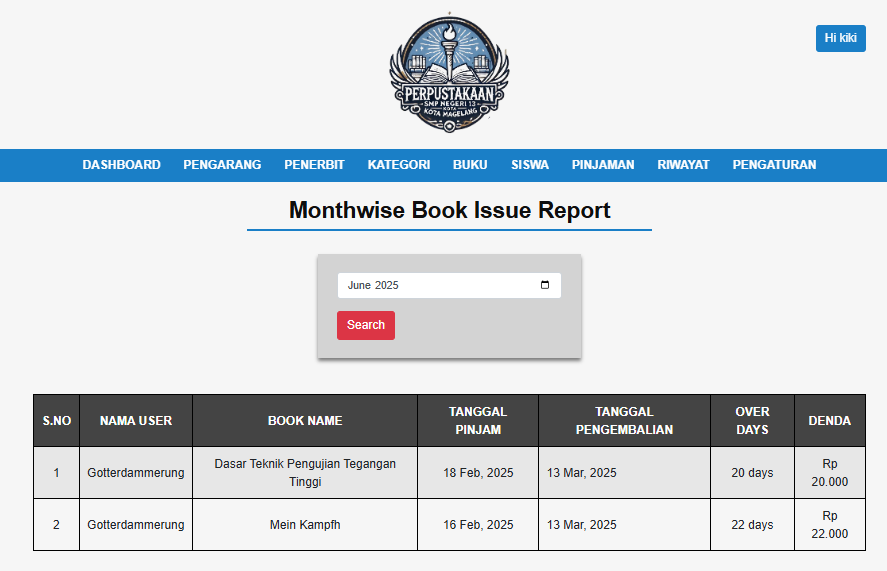 PERPUSTAKAAN
SMP NEGERI 13
KOTA
KOTA MAGELANG
Hi kiki
DASHBOARD PENGARANG PENERBIT KATEGORI BUKU SISWA PINJAMAN RIWAYAT PENGATURAN
Monthwise Book Issue Report
June 2025
Search
S.NO NAMA USER BOOK NAME TANGGAL PINJAM TANGGAL PENGEMBALIAN OVER DAYS DENDA
1 Gotterdammerung Dasar Teknik Pengujian Tegangan Tinggi 18 Feb, 2025 13 Mar, 2025 20 days Rp 20.000
2 Gotterdammerung Mein Kampfh 16 Feb, 2025 13 Mar, 2025 22 days Rp 22.000